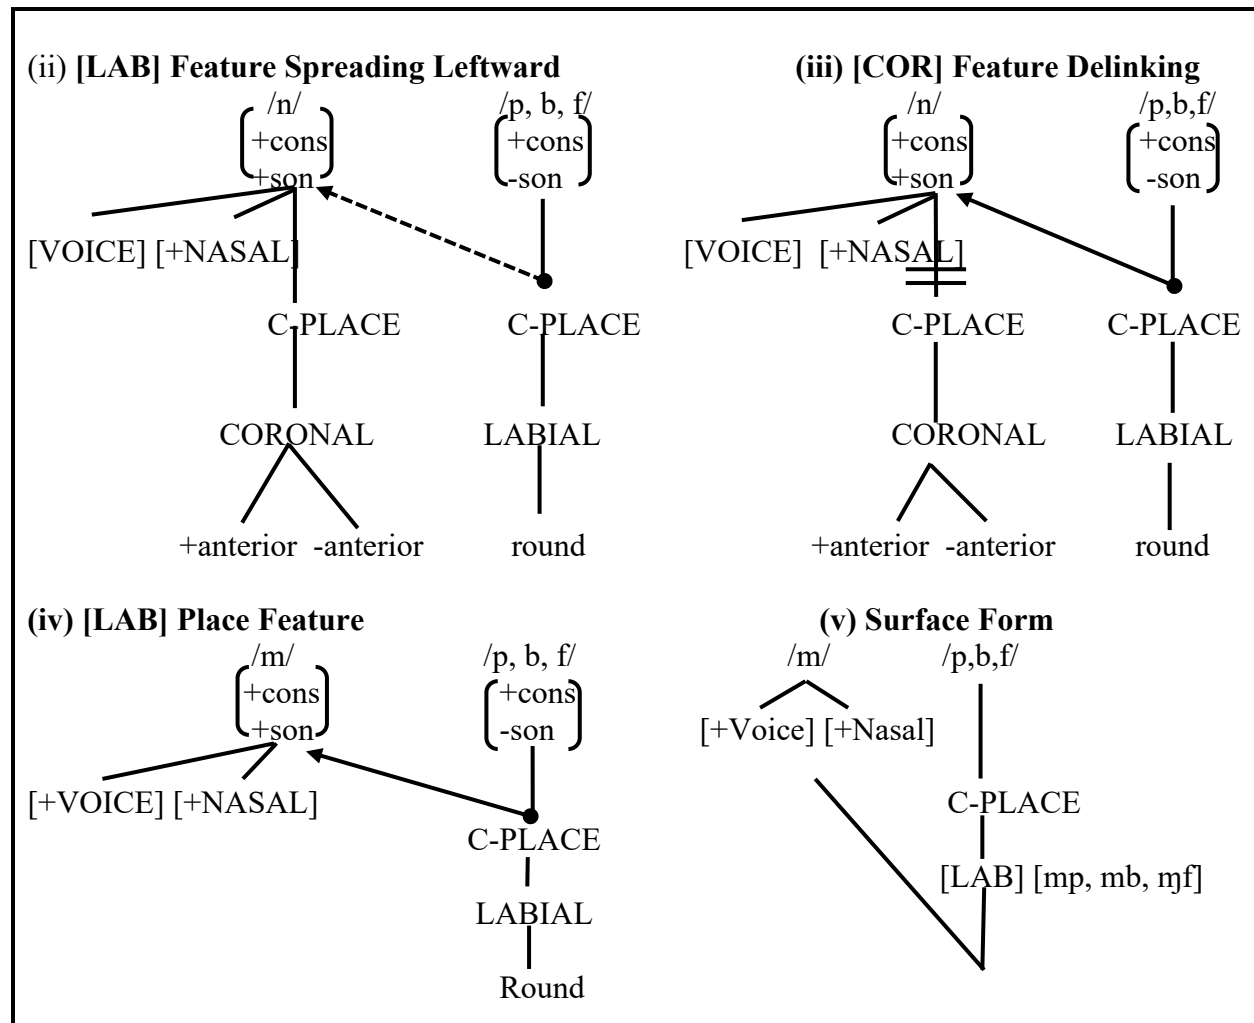 (ii) [LAB] Feature Spreading Leftward
/n/ /p, b, f/
+cons +cons
+son -son
[VOICE] [+NASAL]
C-PLACE C-PLACE
CORONAL LABIAL
+anterior -anterior round
(iii) [COR] Feature Delinking
/n/ /p,b,f/
+cons +cons
+son -son
[VOICE] [+NASAL]
C-PLACE C-PLACE
CORONAL LABIAL
+anterior -anterior round
(iv) [LAB] Place Feature
/m/ /p, b, f/
+cons +cons
+son -son
[+VOICE] [+NASAL]
C-PLACE
LABIAL
Round
(v) Surface Form
/m/ /p,b,f/
[+Voice] [+Nasal]
C-PLACE
[LAB] [mp, mb, ɱf]